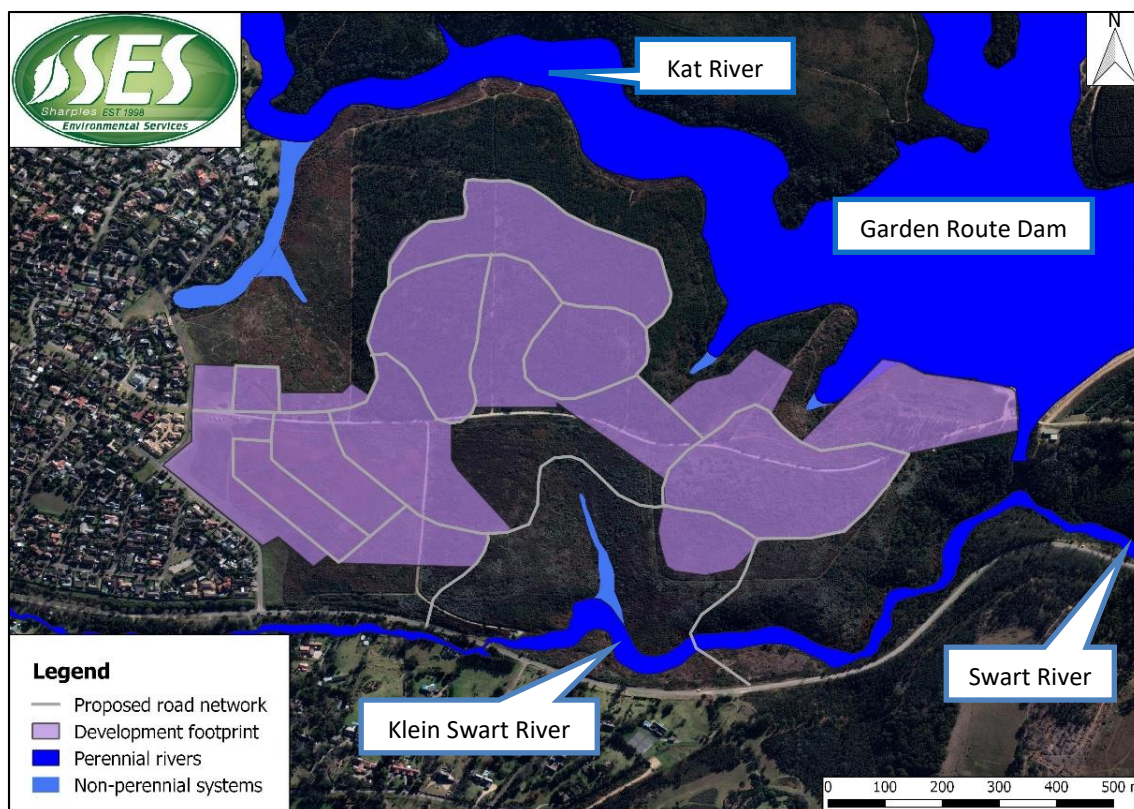 SES
Sharples EST 1998
Environmental Services
Kat River
N
Garden Route Dam
Swart River
Klein Swart River
Legend
Proposed road network
Development footprint
Perennial rivers
Non-perennial systems
0 100 200 300 400 500 m